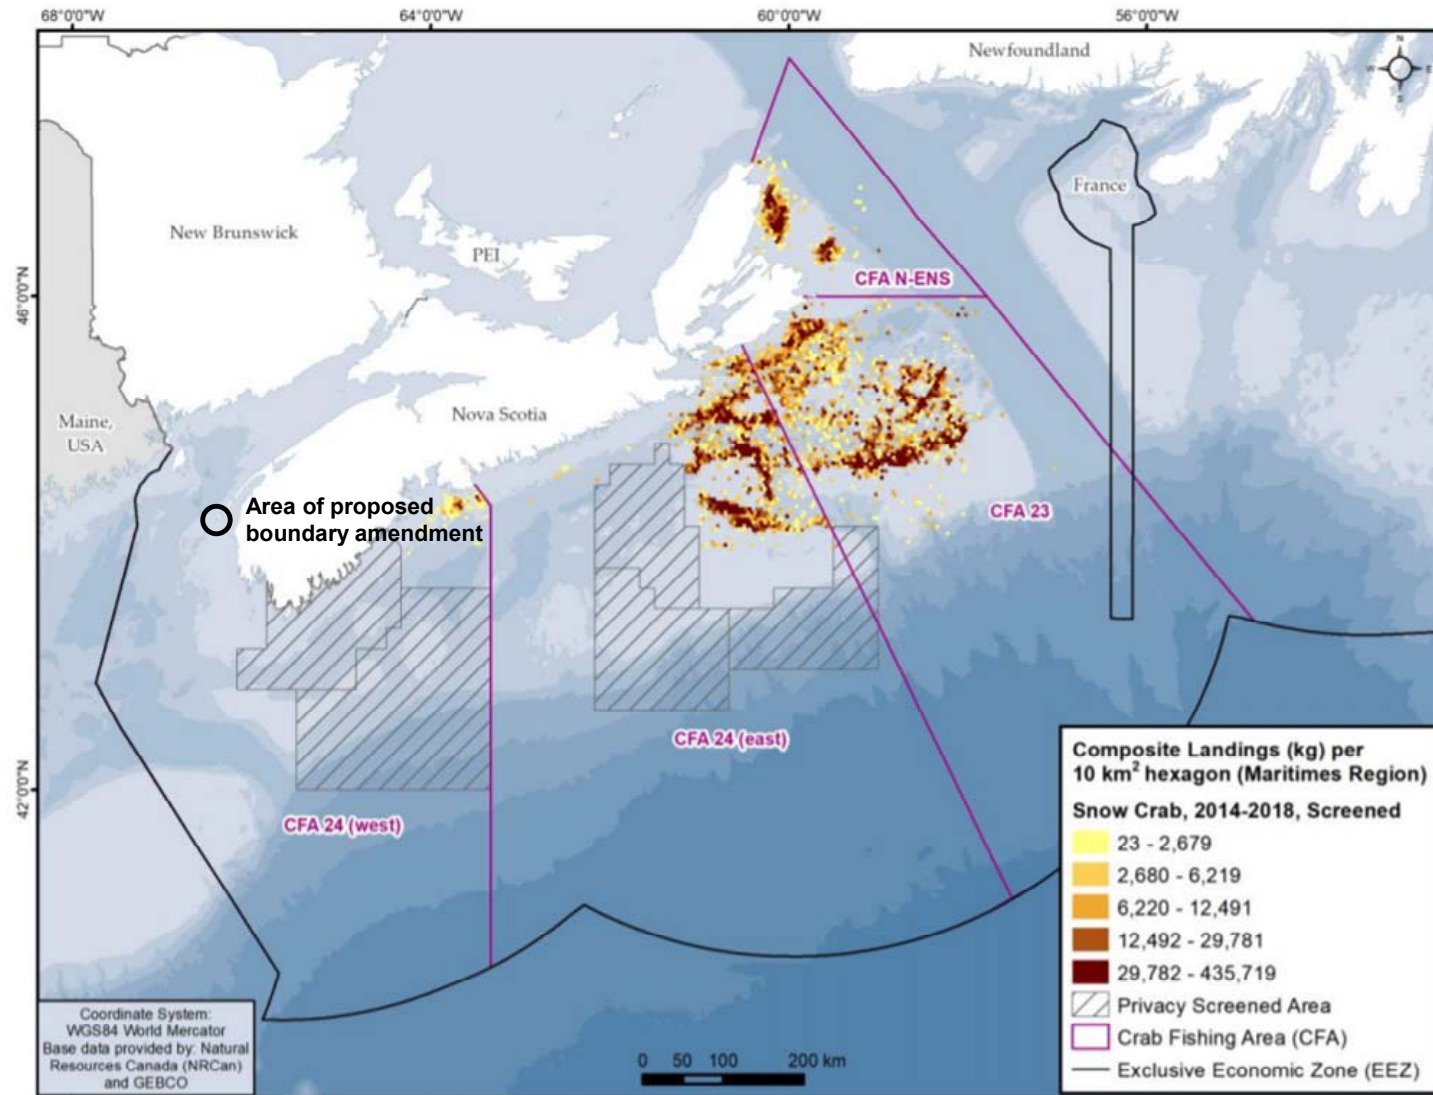 68°0'0"W
64°0'0"W
60°0'0"W
56°0'0"W
Newfoundland
N
W
E
S
France
New Brunswick
PEI
CFA N-ENS
46°0'0"N
Maine,
USA
Nova Scotia
Area of proposed
boundary amendment
CFA 23
CFA 24 (east)
42°0'0"N
CFA 24 (west)
Composite Landings (kg) per
10 km² hexagon (Maritimes Region)
Snow Crab, 2014-2018, Screened
23 - 2,679
2,680 - 6,219
6,220 - 12,491
12,492 - 29,781
29,782 - 435,719
Privacy Screened Area
Crab Fishing Area (CFA)
Exclusive Economic Zone (EEZ)
Coordinate System:
WGS84 World Mercator
Base data provided by: Natural
Resources Canada (NRCan)
and GEBCO
0 50 100 200 km